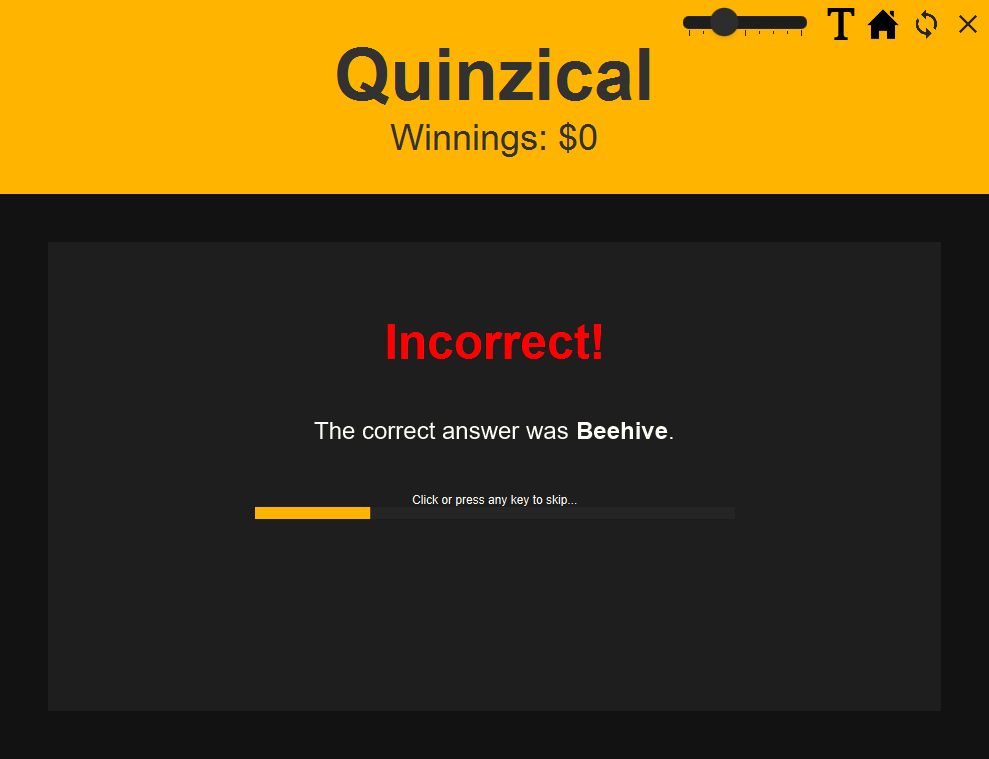 T
Quinzical
Winnings: $0
Incorrect!
The correct answer was Beehive.
Click or press any key to skip...